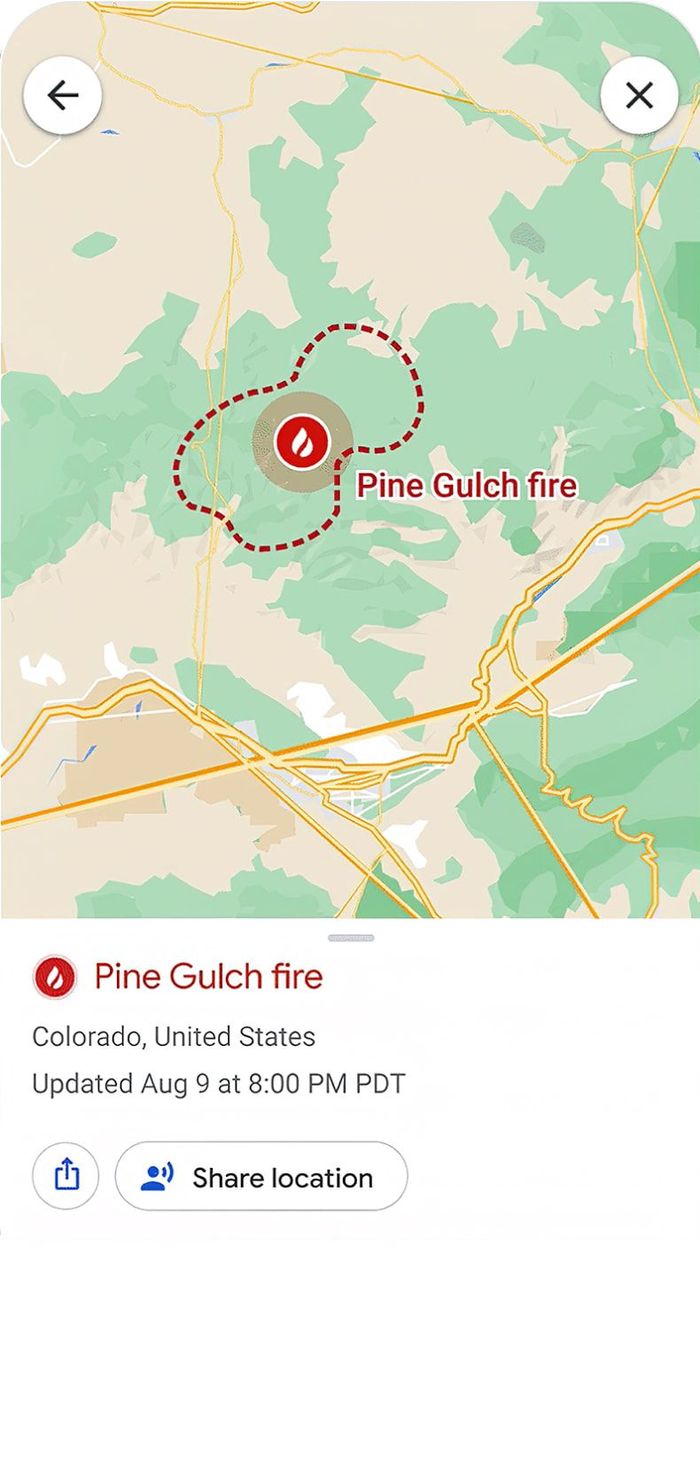 Pine Gulch fire
Pine Gulch fire
Colorado, United States
Updated Aug 9 at 8:00 PM PDT
Share location